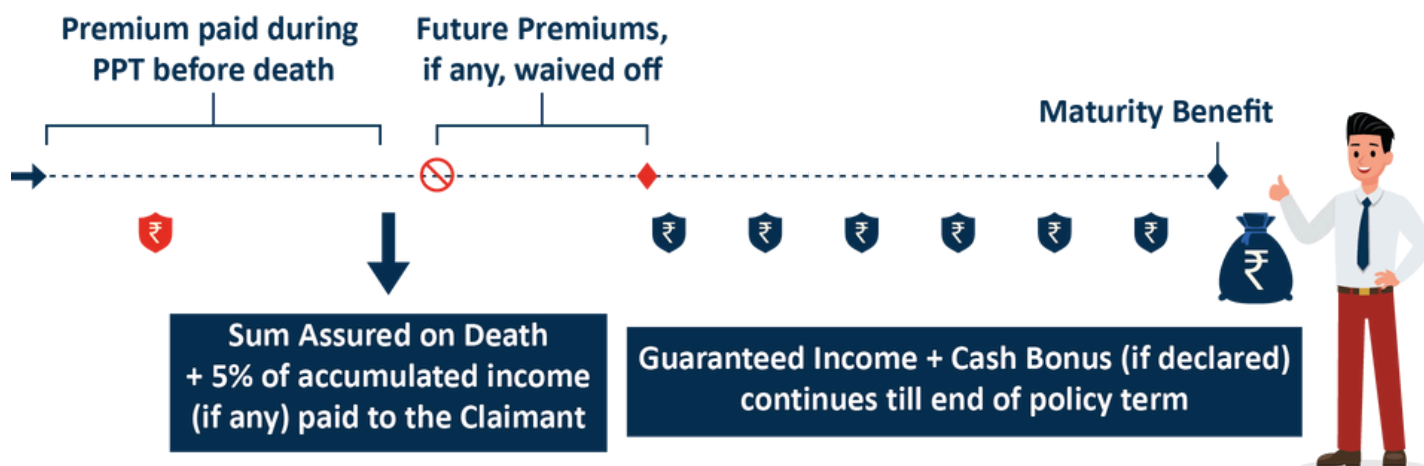 Premium paid during
PPT before death
Future Premiums,
if any, waived off
Maturity Benefit
₹
₹ ₹ ₹ ₹ ₹ ₹
₹
Sum Assured on Death
+ 5% of accumulated income
(if any) paid to the Claimant
Guaranteed Income + Cash Bonus (if declared)
continues till end of policy term